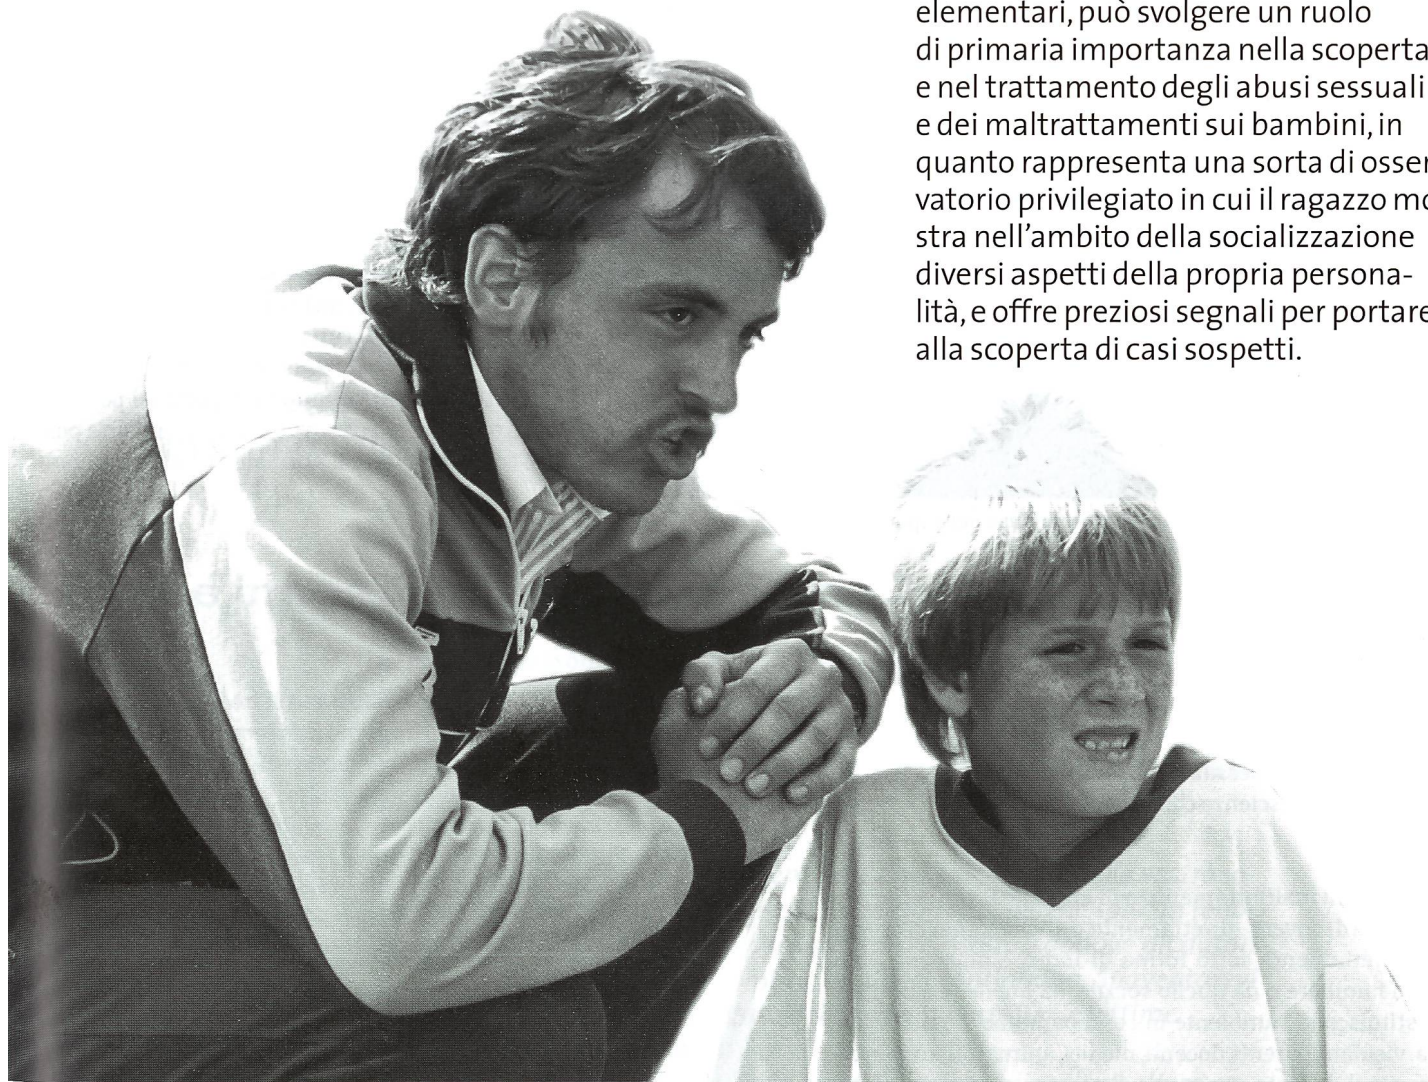 elementari, può svolgere un ruolo
di primaria importanza nella scoperta
e nel trattamento degli abusi sessuali
e dei maltrattamenti sui bambini, in
quanto rappresenta una sorta di osser
vatorio privilegiato in cui il ragazzo mo
stra nell’ambito della socializzazione
diversi aspetti della propria persona-
lità, e offre preziosi segnali per portare
alla scoperta di casi sospetti.